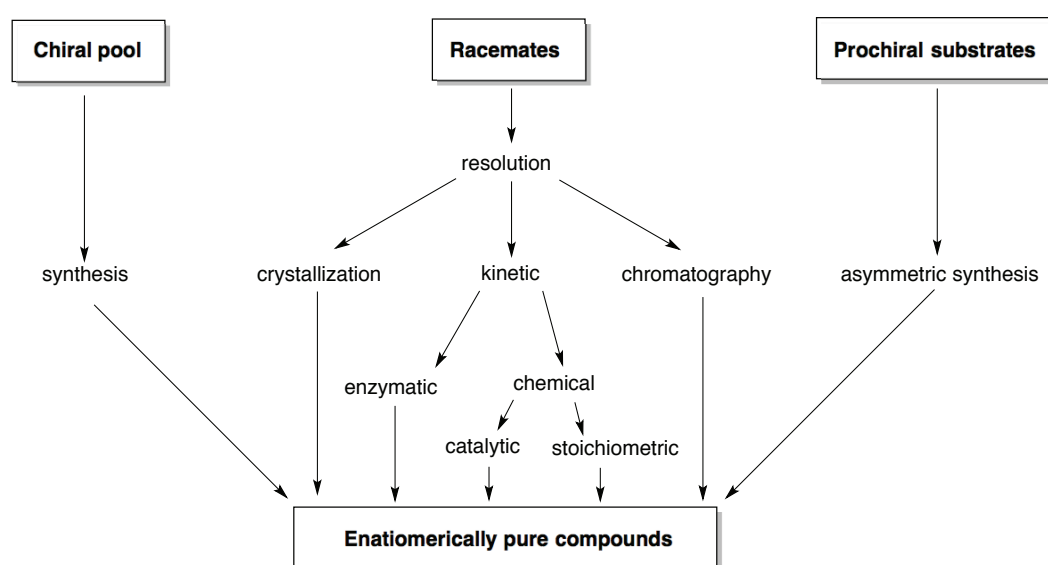 Chiral pool
Racemates
Prochiral substrates
resolution
synthesis
crystallization
kinetic
chromatography
asymmetric synthesis
enzymatic
chemical
catalytic
stoichiometric
Enatiomerically pure compounds